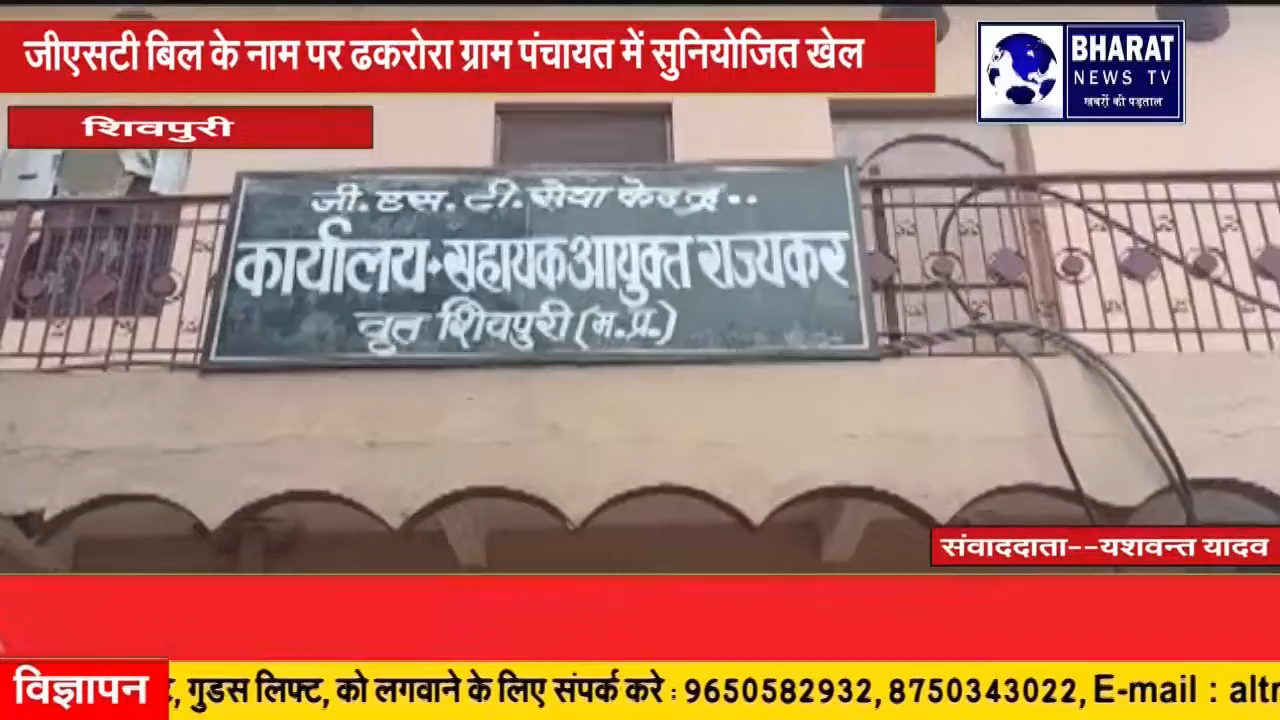 जीएसटी बिल के नाम पर ढकरोरा ग्राम पंचायत में सुनियोजित खेल
BHARAT
NEWS TV
खबरों की पड़ताल
शिवपुरी
जी.एस.टी.सेवा केन्द्र..
कार्यालय-सहायक आयुक्त राज्यकर
वृत शिवपुरी (म.प्र.)
संवाददाता--यशवन्त यादव
विज्ञापन
, गुडस लिफ्ट, को लगवाने के लिए संपर्क करे : 9650582932, 8750343022, E-mail : altr